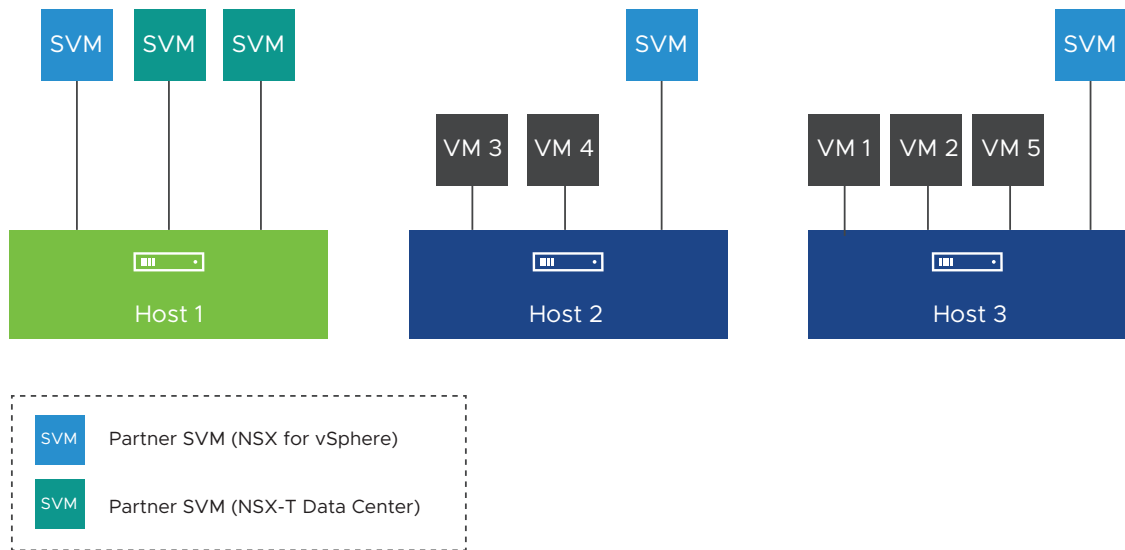 SVM SVM SVM SVM SVM
VM 3 VM 4 VM 1 VM 2 VM 5
Host 1 Host 2 Host 3
SVM Partner SVM (NSX for vSphere)
SVM Partner SVM (NSX-T Data Center)